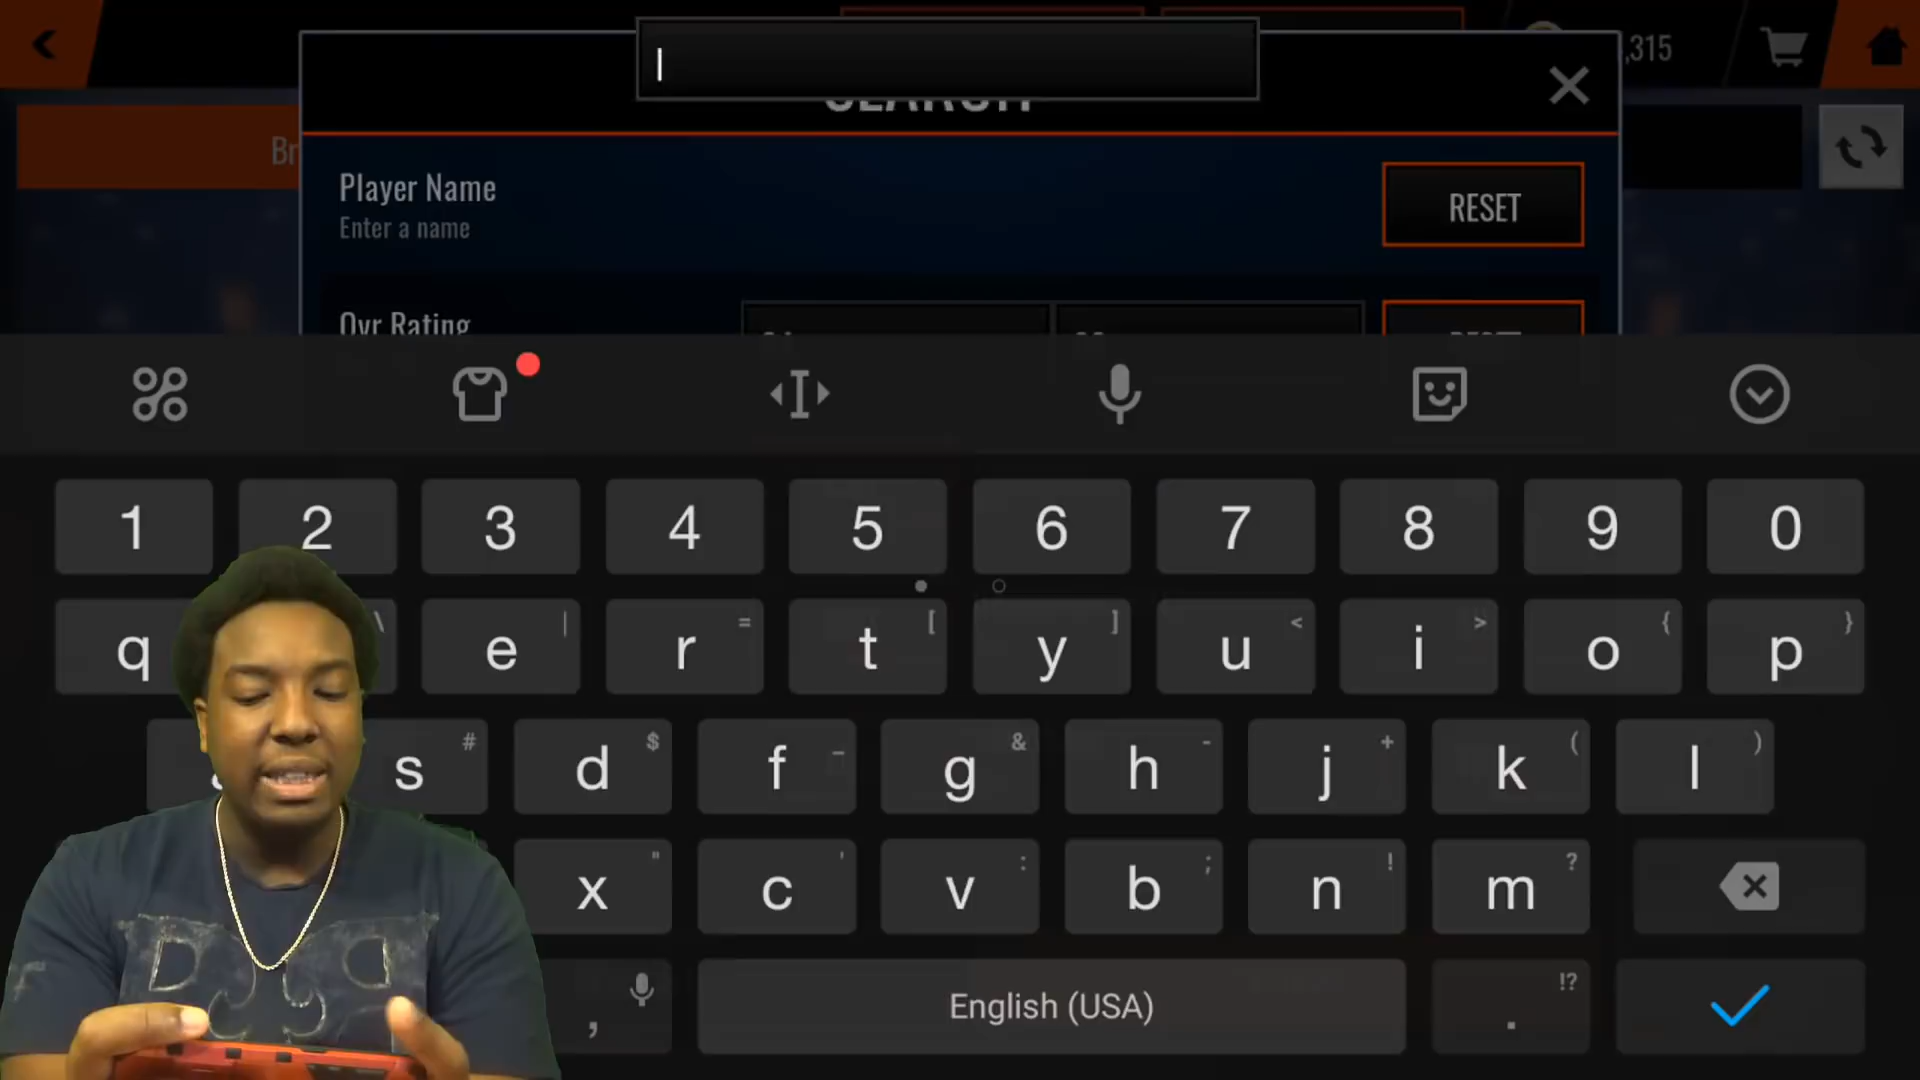 ,315
SEARCH
Br
Player Name
Enter a name
RESET
Ovr Rating
RESET
1 2 3 4 5 6 7 8 9 0
q \ e | r = t [ y ] u < i > o { p }
s # d $ f _ g & h - j + k ( l )
x " c ' v : b ; n ! m ?
, English (USA) . !?